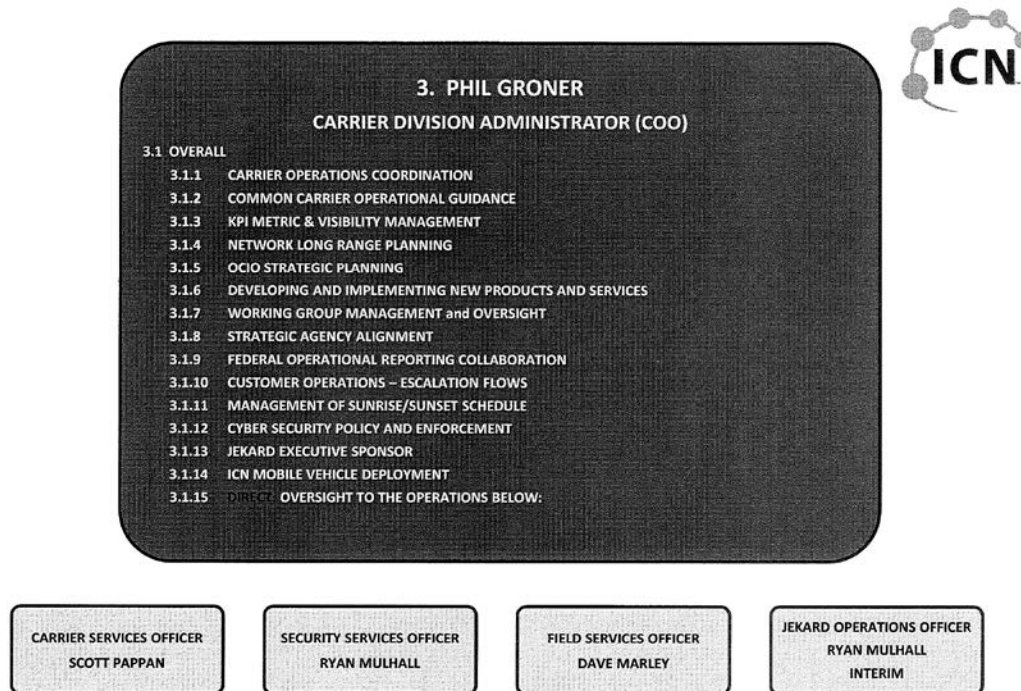 ICN
3. PHIL GRONER
CARRIER DIVISION ADMINISTRATOR (COO)
3.1 OVERALL
3.1.1 CARRIER OPERATIONS COORDINATION
3.1.2 COMMON CARRIER OPERATIONAL GUIDANCE
3.1.3 KPI METRIC & VISIBILITY MANAGEMENT
3.1.4 NETWORK LONG RANGE PLANNING
3.1.5 OCIO STRATEGIC PLANNING
3.1.6 DEVELOPING AND IMPLEMENTING NEW PRODUCTS AND SERVICES
3.1.7 WORKING GROUP MANAGEMENT and OVERSIGHT
3.1.8 STRATEGIC AGENCY ALIGNMENT
3.1.9 FEDERAL OPERATIONAL REPORTING COLLABORATION
3.1.10 CUSTOMER OPERATIONS – ESCALATION FLOWS
3.1.11 MANAGEMENT OF SUNRISE/SUNSET SCHEDULE
3.1.12 CYBER SECURITY POLICY AND ENFORCEMENT
3.1.13 JEKARD EXECUTIVE SPONSOR
3.1.14 ICN MOBILE VEHICLE DEPLOYMENT
3.1.15 DIRECT OVERSIGHT TO THE OPERATIONS BELOW:
CARRIER SERVICES OFFICER
SCOTT PAPPAN
SECURITY SERVICES OFFICER
RYAN MULHALL
FIELD SERVICES OFFICER
DAVE MARLEY
JEKARD OPERATIONS OFFICER
RYAN MULHALL
INTERIM